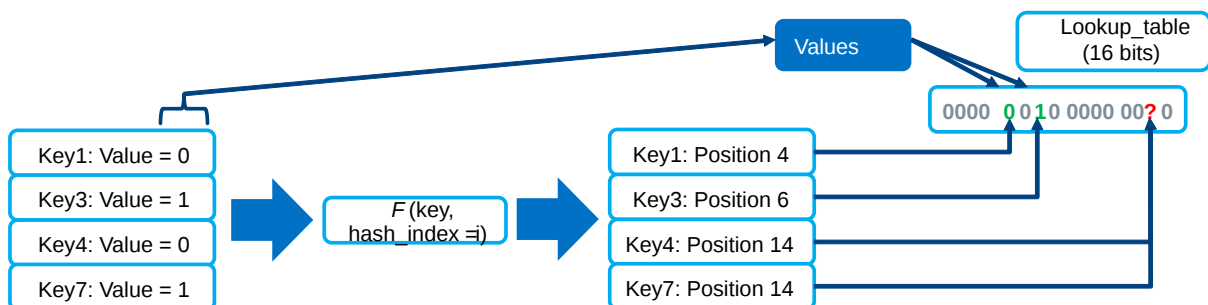 Values
Lookup_table
(16 bits)
0000 0 0 1 0 0000 00 ? 0
Key1: Value = 0
Key3: Value = 1
Key4: Value = 0
Key7: Value = 1
F (key,
hash_index =i)
Key1: Position 4
Key3: Position 6
Key4: Position 14
Key7: Position 14